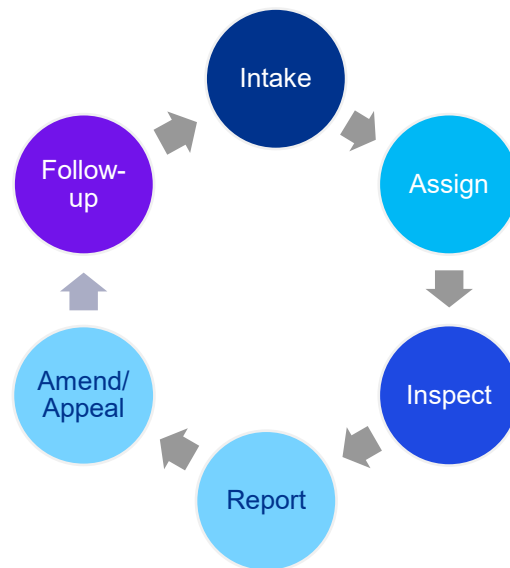 Intake
Assign
Inspect
Report
Amend/
Appeal
Follow-
up